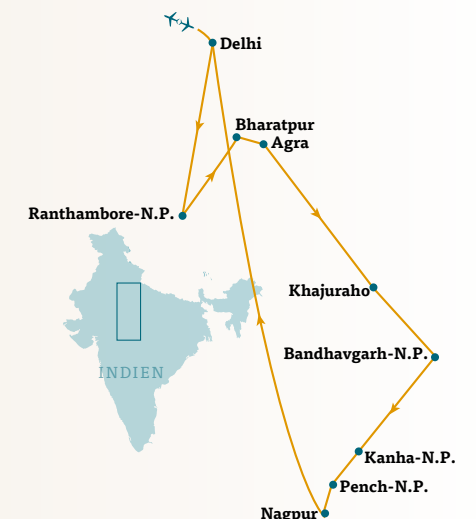 Delhi
Bharatpur
Agra
Ranthambore-N.P.
Khajuraho
Bandhavgarh-N.P.
INDIEN
Kanha-N.P.
Pench-N.P.
Nagpur